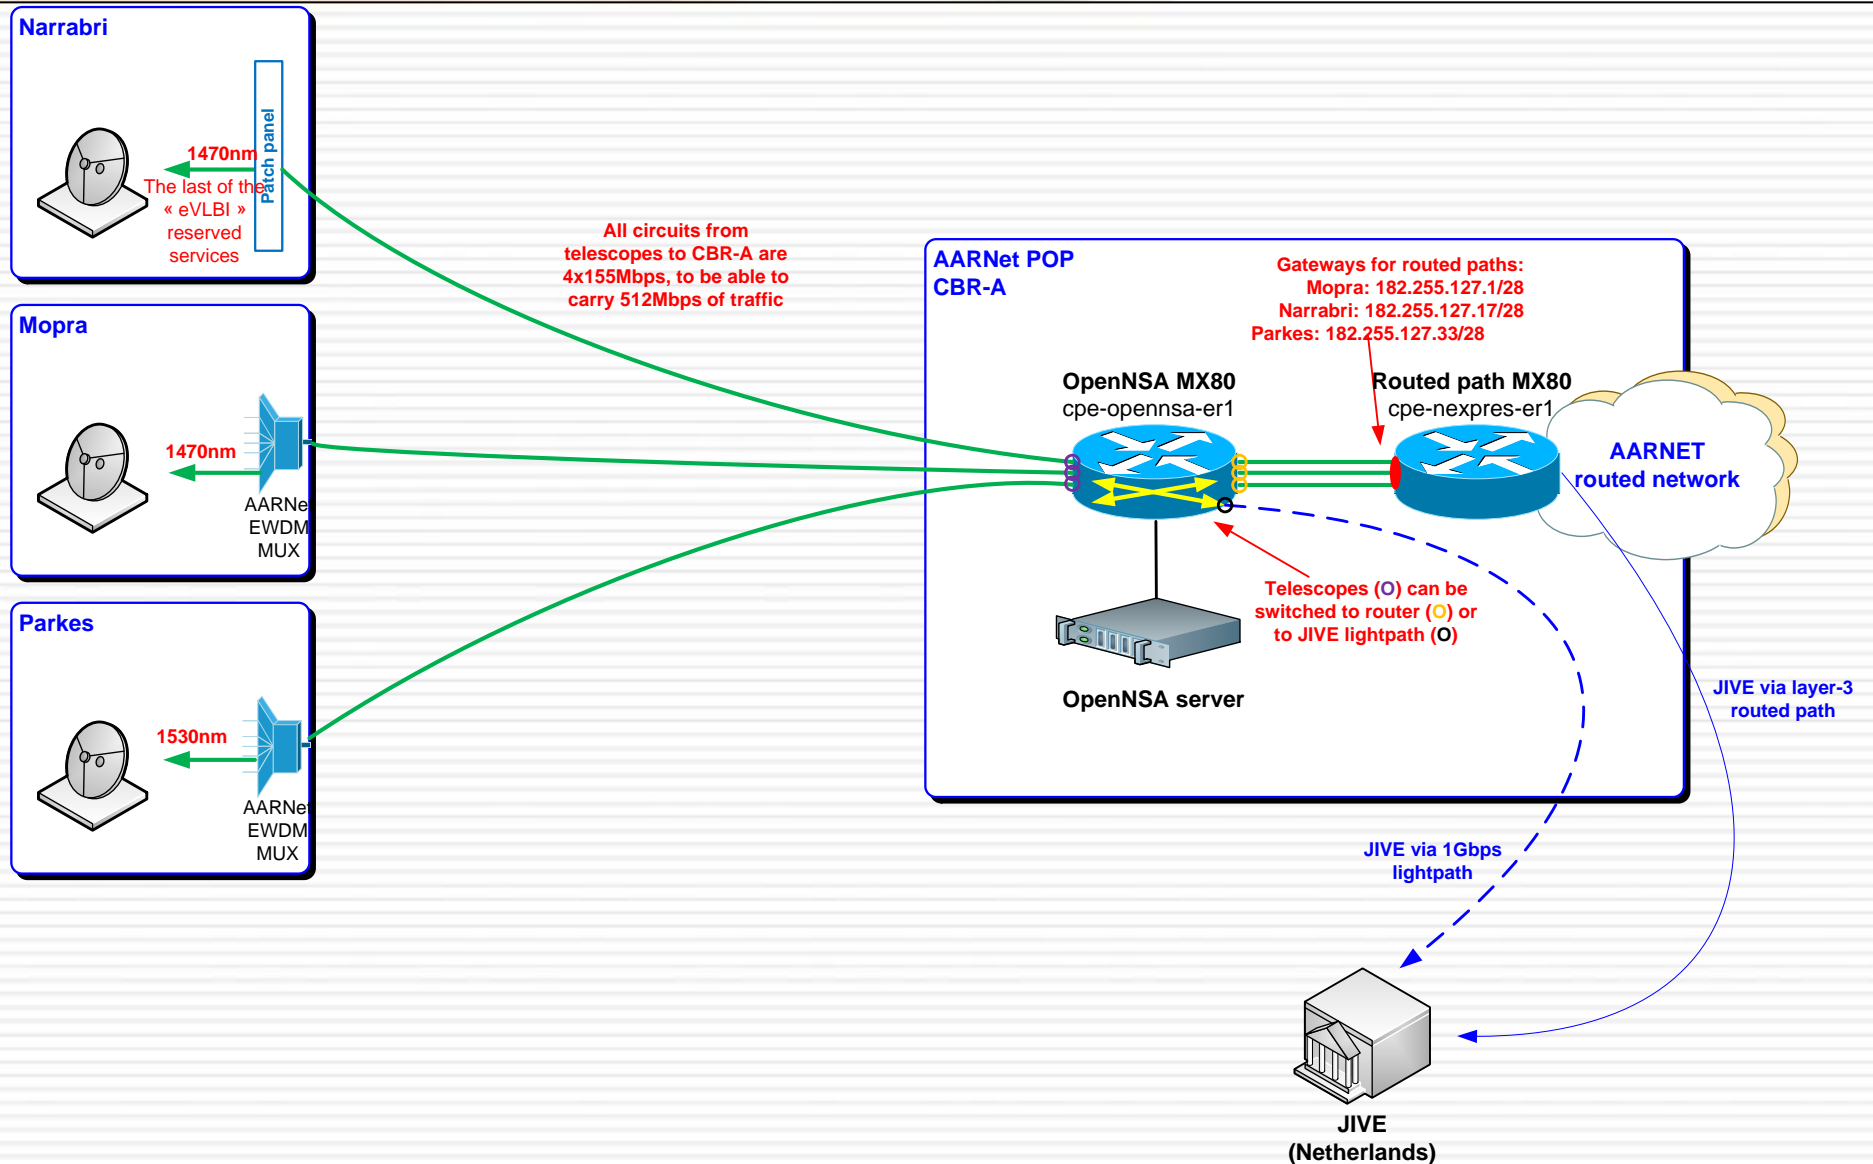 Narrabri
Patch panel
1470nm
The last of the
« eVLBI »
reserved
services
Mopra
1470nm
AARNet
EWDM
MUX
Parkes
1530nm
AARNet
EWDM
MUX
All circuits from
telescopes to CBR-A are
4x155Mbps, to be able to
carry 512Mbps of traffic
AARNet POP
CBR-A
Gateways for routed paths:
Mopra: 182.255.127.1/28
Narrabri: 182.255.127.17/28
Parkes: 182.255.127.33/28
OpenNSA MX80
cpe-opennsa-er1
Routed path MX80
cpe-nexpres-er1
AARNET
routed network
Telescopes (O) can be
switched to router (O) or
to JIVE lightpath (O)
OpenNSA server
JIVE via layer-3
routed path
JIVE via 1Gbps
lightpath
JIVE
(Netherlands)